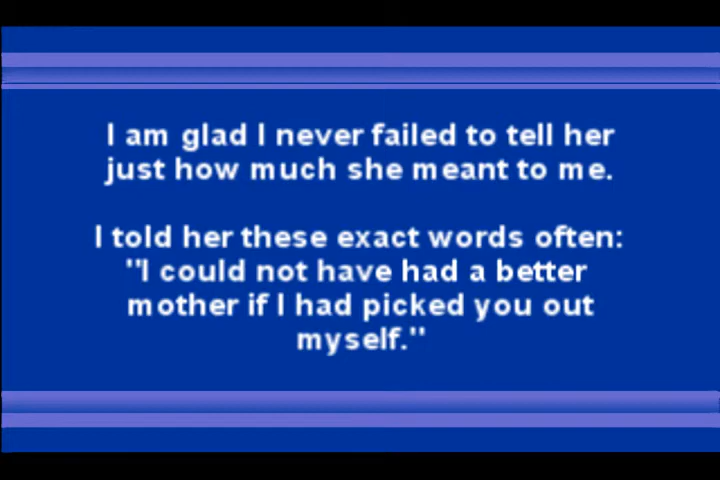 I am glad I never failed to tell her
just how much she meant to me.
I told her these exact words often:
"I could not have had a better
mother if I had picked you out
myself."